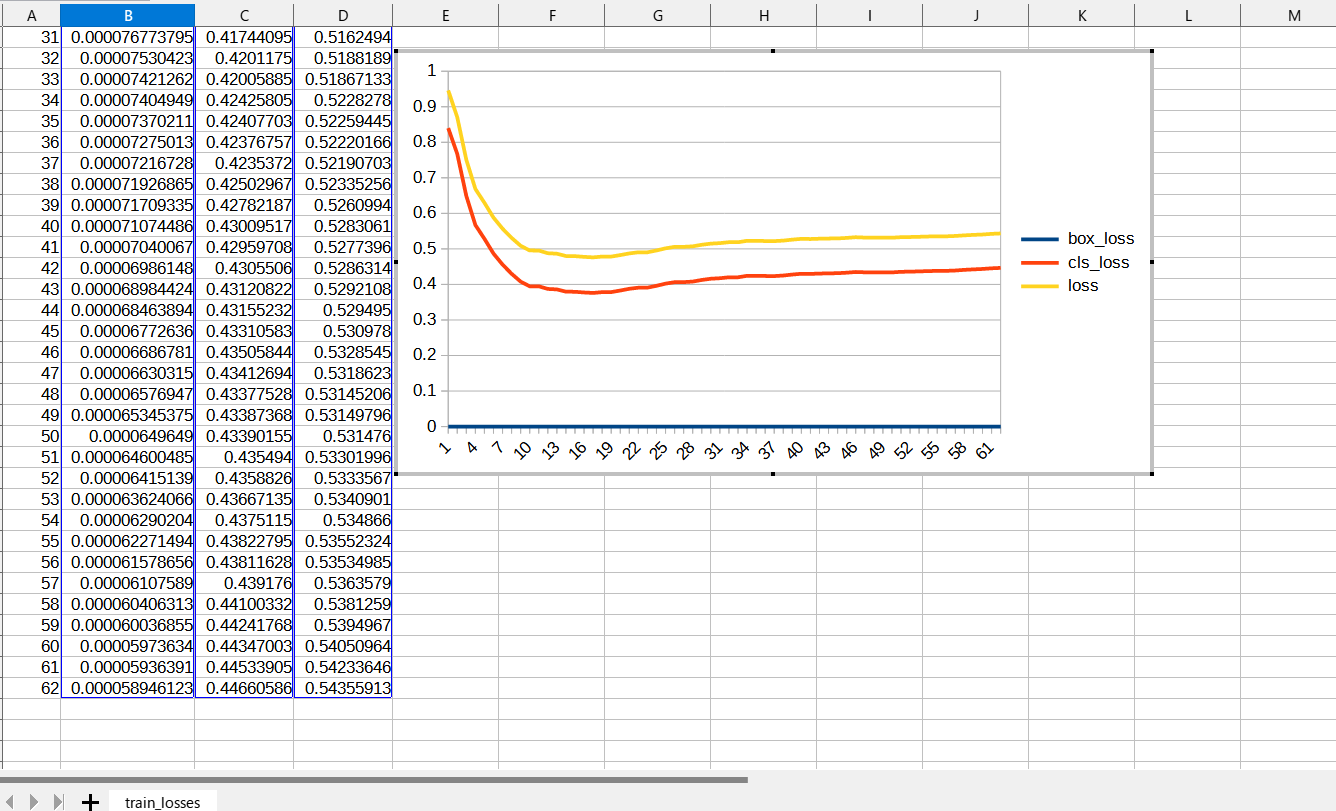 A B C D E F G H I J K L M
31 0.000076773795 0.41744095 0.5162494
32 0.00007530423 0.4201175 0.5188189
33 0.00007421262 0.42005885 0.51867133
34 0.00007404949 0.42425805 0.5228278
35 0.00007370211 0.42407703 0.52259445
36 0.00007275013 0.42376757 0.52220166
37 0.00007216728 0.4235372 0.52190703
38 0.000071926865 0.42502967 0.52335256
39 0.000071709335 0.42782187 0.5260994
40 0.000071074486 0.43009517 0.5283061
41 0.00007040067 0.42959708 0.5277396
42 0.00006986148 0.4305506 0.5286314
43 0.000068984424 0.43120822 0.5292108
44 0.000068463894 0.43155232 0.529495
45 0.00006772636 0.43310583 0.530978
46 0.00006686781 0.43505844 0.5328545
47 0.00006630315 0.43412694 0.5318623
48 0.00006576947 0.43377528 0.53145206
49 0.000065345375 0.43387368 0.53149796
50 0.0000649649 0.43390155 0.531476
51 0.000064600485 0.435494 0.53301996
52 0.00006415139 0.4358826 0.5333567
53 0.000063624066 0.43667135 0.5340901
54 0.00006290204 0.4375115 0.534866
55 0.000062271494 0.43822795 0.53552324
56 0.000061578656 0.43811628 0.53534985
57 0.00006107589 0.439176 0.5363579
58 0.000060406313 0.44100332 0.5381259
59 0.000060036855 0.44241768 0.5394967
60 0.00005973634 0.44347003 0.54050964
61 0.00005936391 0.44533905 0.54233646
62 0.000058946123 0.44660586 0.54355913
1
0.9
0.8
0.7
0.6
0.5
0.4
0.3
0.2
0.1
0
1 4 7 10 13 16 19 22 25 28 31 34 37 40 43 46 49 52 55 58 61
box_loss
cls_loss
loss
train_losses